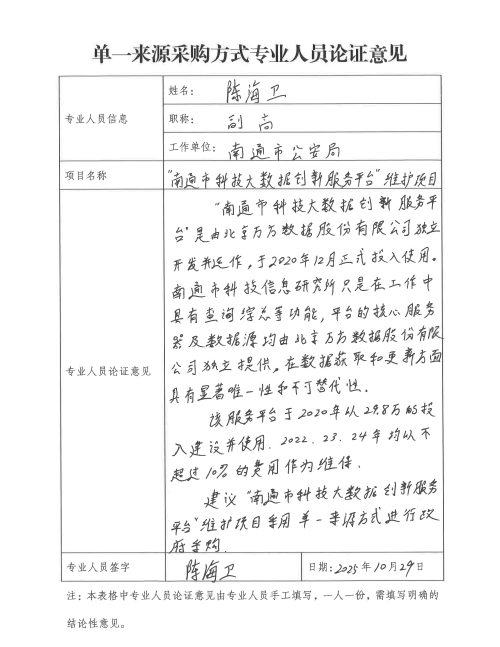 单一来源采购方式专业人员论证意见
专业人员信息
姓名： 陈海卫
职称： 副高
工作单位： 南通市公安局
项目名称
"南通市科技大数据创新服务平台"维护项目
专业人员论证意见
"南通市科技大数据创新服务平
台"是由北京万方数据股份有限公司独立
开发并运作，于2020年12月正式投入使用。
南通市科技信息研究所只是在工作中
具有查询综总等功能，平台的核心服务
器及数据源均由北京万方数据股份有限
公司独立提供，在数据获取和更新方面
具有显著唯一性和不可替代性。
该服务平台于2020年以29.8万的投
入建设并使用. 2022. 23. 24年均以不
超过10%的费用作为维保.
建议"南通市科技大数据创新服务
平台"维护项目采用单一来源方式进行政
府采购.
专业人员签字
陈海卫
日期：2025年10月29日
注：本表格中专业人员论证意见由专业人员手工填写，一人一份，需填写明确的
结论性意见。